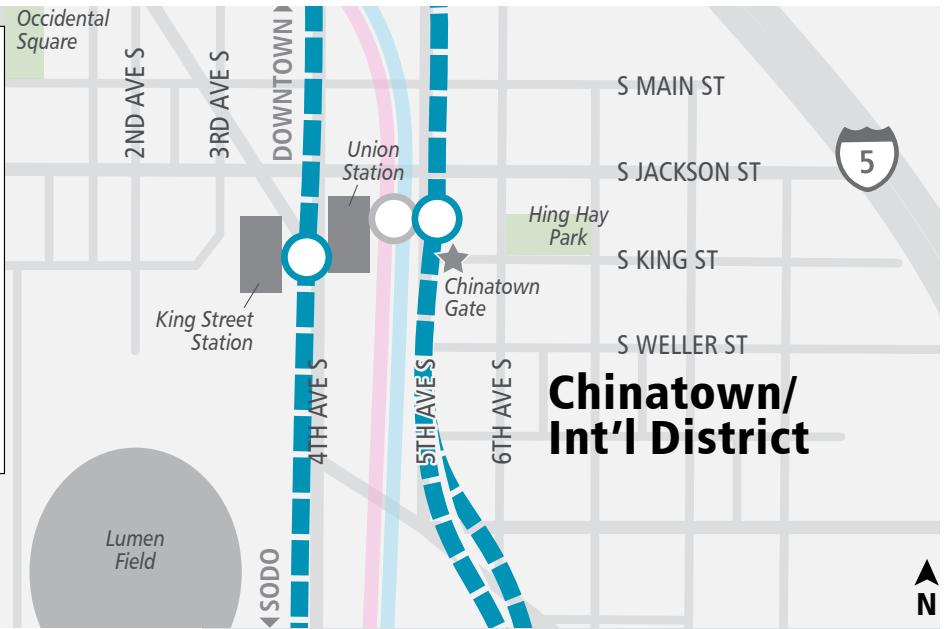 Occidental
Square
2ND AVE S
3RD AVE S
DOWNTOWN
S MAIN ST
Union
Station
S JACKSON ST
5
Hing Hay
Park
S KING ST
Chinatown
Gate
King Street
Station
S WELLER ST
4TH AVE S
5TH AVE S
6TH AVE S
Chinatown/
Int'l District
Lumen
Field
SODO
N